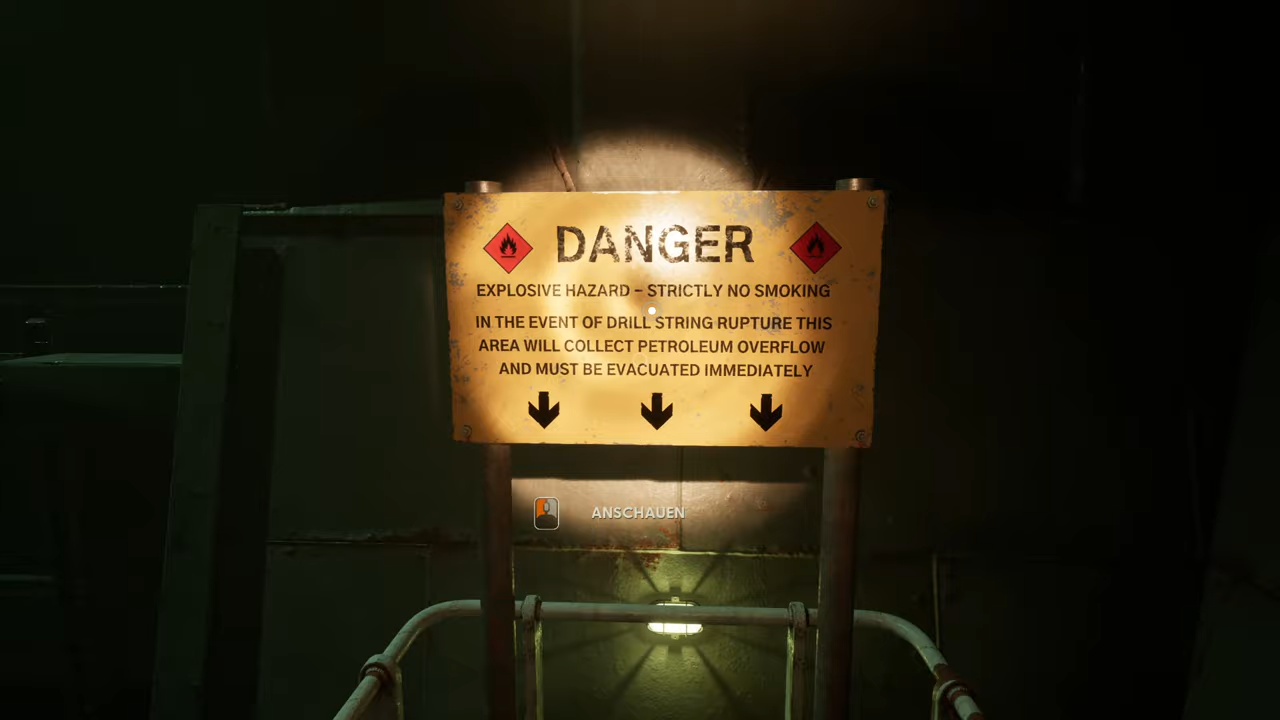 DANGER
EXPLOSIVE HAZARD – STRICTLY NO SMOKING
IN THE EVENT OF DRILL STRING RUPTURE THIS
AREA WILL COLLECT PETROLEUM OVERFLOW
AND MUST BE EVACUATED IMMEDIATELY
ANSCHAUEN